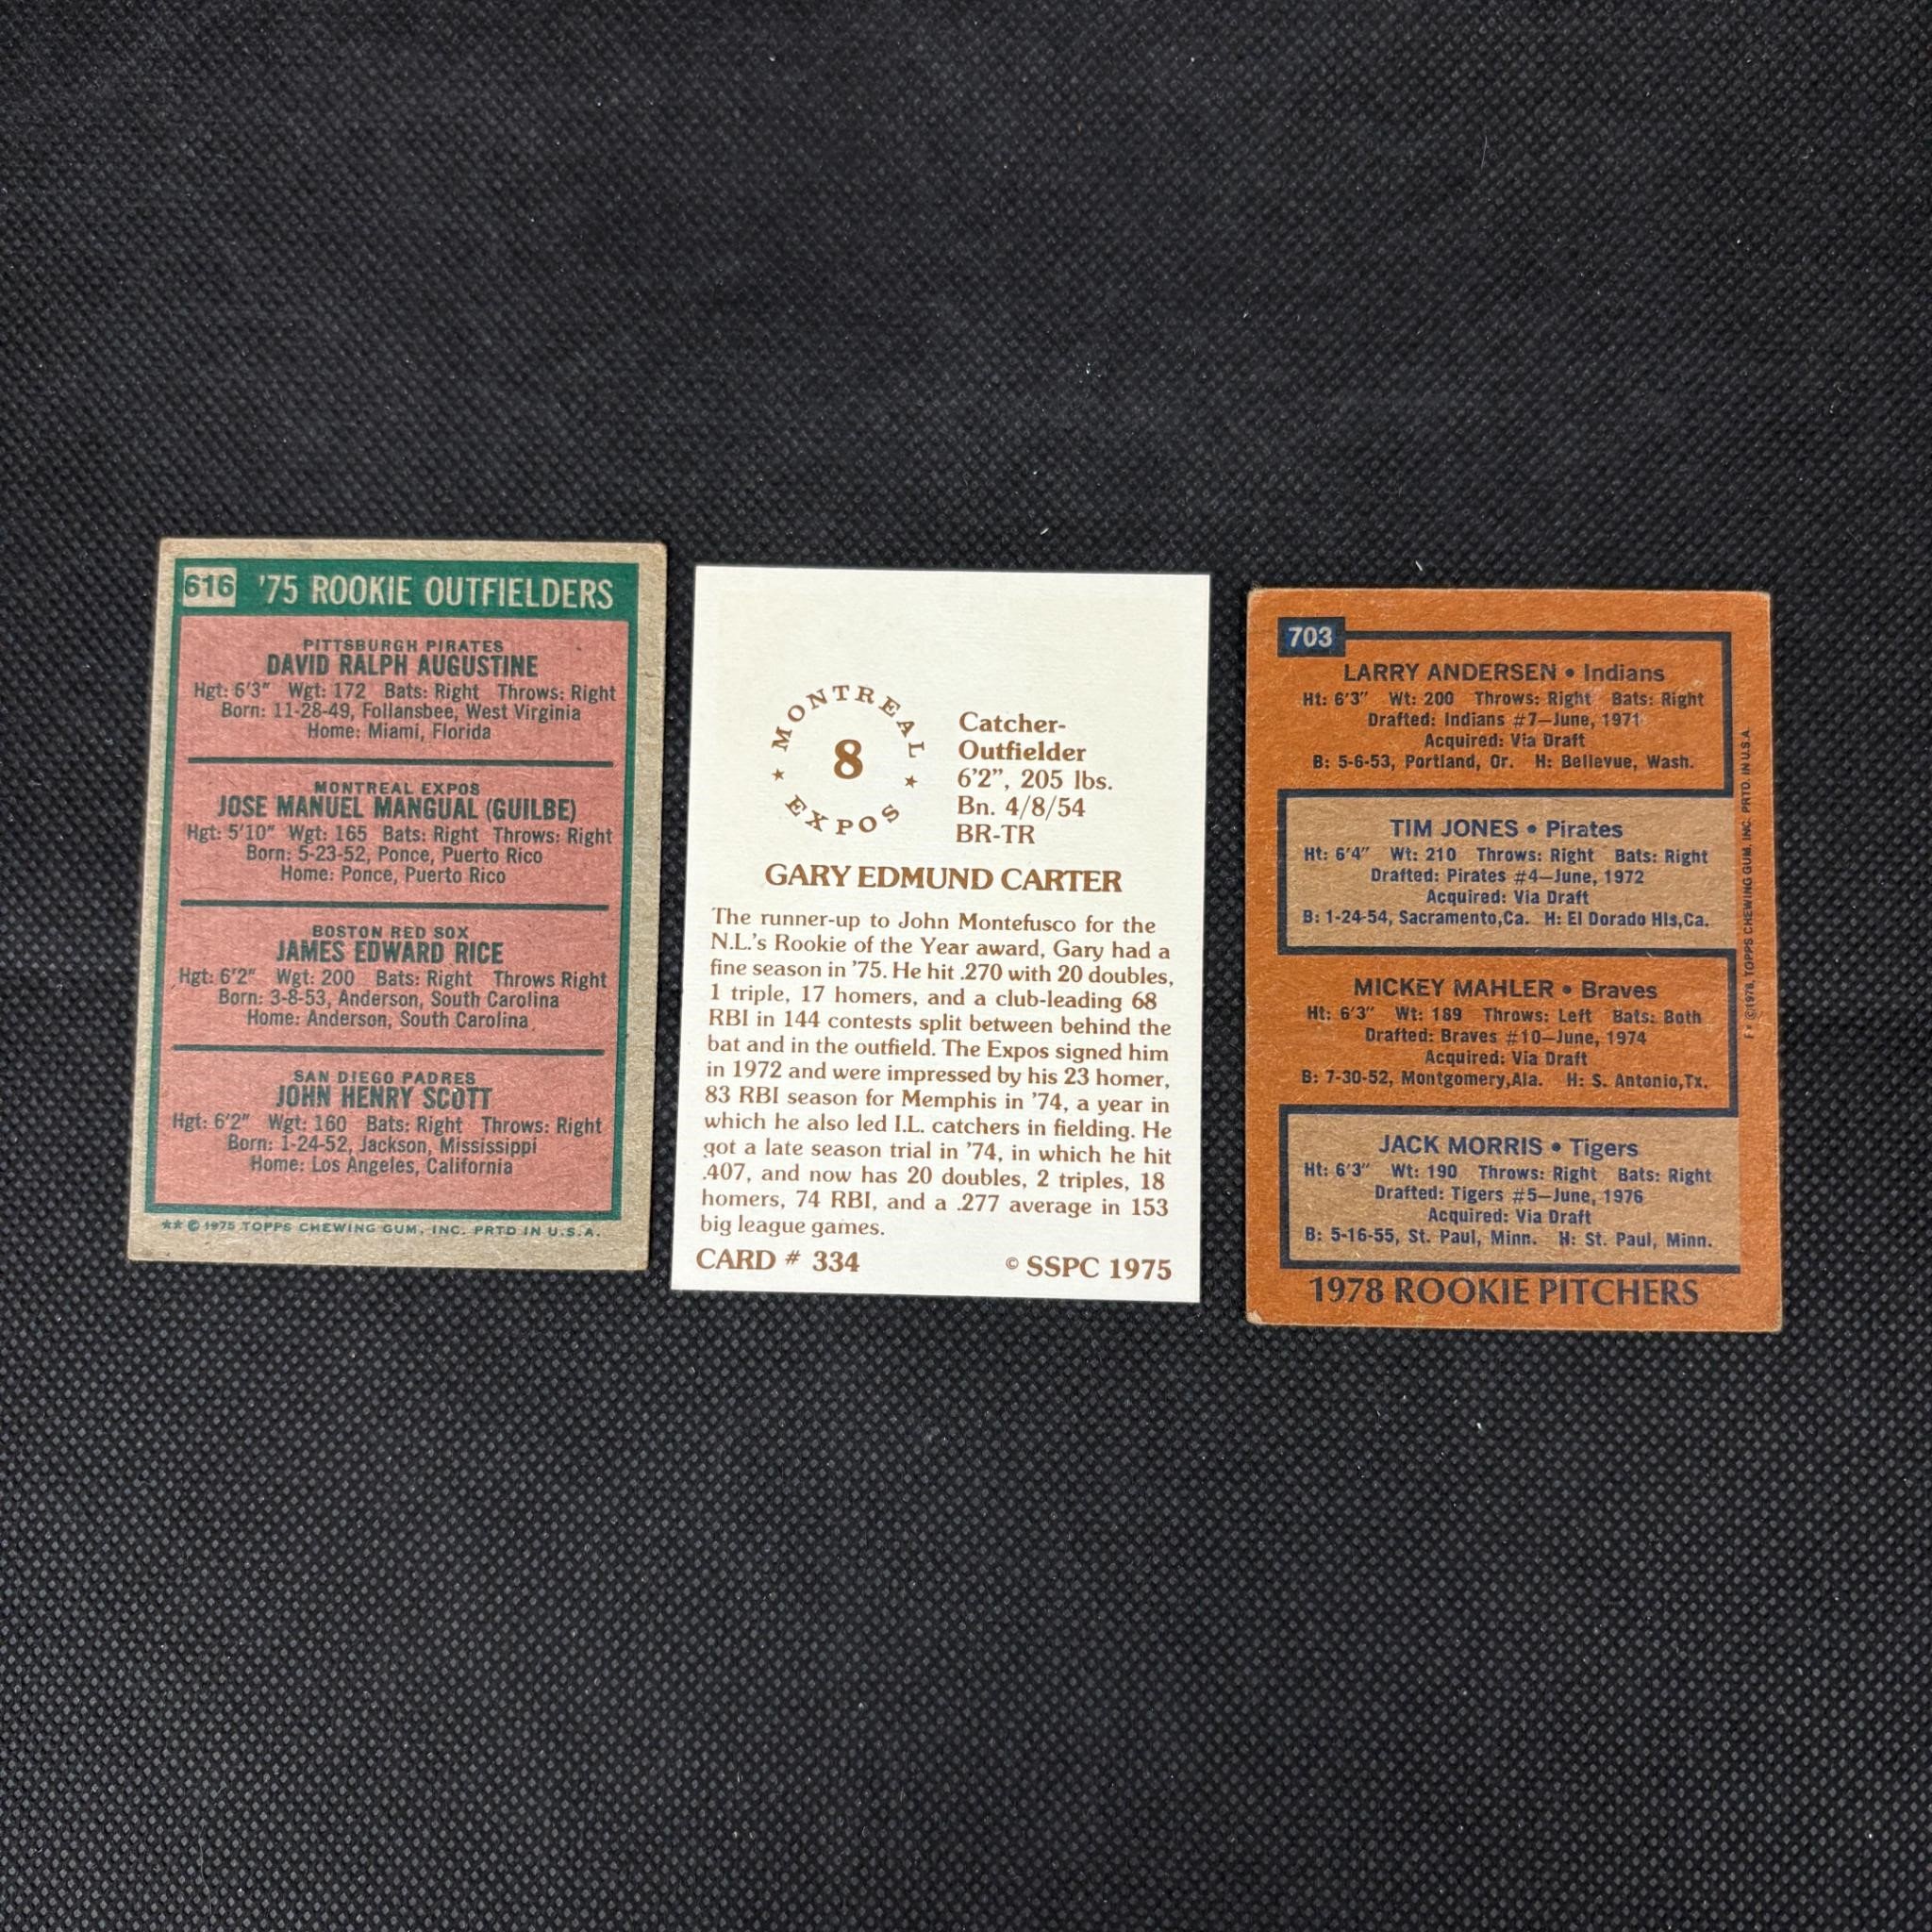 616 '75 ROOKIE OUTFIELDERS
PITTSBURGH PIRATES
DAVID RALPH AUGUSTINE
Hgt: 6'3" Wgt: 172 Bats: Right Throws: Right
Born: 11-28-49, Follansbee, West Virginia
Home: Miami, Florida
MONTREAL EXPOS
JOSE MANUEL MANGUAL (GUILBE)
Hgt: 5'10" Wgt: 165 Bats: Right Throws: Right
Born: 5-23-52, Ponce, Puerto Rico
Home: Ponce, Puerto Rico
BOSTON RED SOX
JAMES EDWARD RICE
Hgt: 6'2" Wgt: 200 Bats: Right Throws Right
Born: 3-8-53, Anderson, South Carolina
Home: Anderson, South Carolina
SAN DIEGO PADRES
JOHN HENRY SCOTT
Hgt: 6'2" Wgt: 160 Bats: Right Throws: Right
Born: 1-24-52, Jackson, Mississippi
Home: Los Angeles, California
** © 1975 TOPPS CHEWING GUM, INC. PRTD IN U.S.A.
MONTREAL
8
EXPOS
Catcher-
Outfielder
6'2", 205 lbs.
Bn. 4/8/54
BR-TR
GARY EDMUND CARTER
The runner-up to John Montefusco for the
N.L.'s Rookie of the Year award, Gary had a
fine season in '75. He hit .270 with 20 doubles,
1 triple, 17 homers, and a club-leading 68
RBI in 144 contests split between behind the
bat and in the outfield. The Expos signed him
in 1972 and were impressed by his 23 homer,
83 RBI season for Memphis in '74, a year in
which he also led I.L. catchers in fielding. He
got a late season trial in '74, in which he hit
.407, and now has 20 doubles, 2 triples, 18
homers, 74 RBI, and a .277 average in 153
big league games.
CARD # 334 © SSPC 1975
703
LARRY ANDERSEN • Indians
Ht: 6'3" Wt: 200 Throws: Right Bats: Right
Drafted: Indians #7—June, 1971
Acquired: Via Draft
B: 5-6-53, Portland, Or. H: Bellevue, Wash.
TIM JONES • Pirates
Ht: 6'4" Wt: 210 Throws: Right Bats: Right
Drafted: Pirates #4—June, 1972
Acquired: Via Draft
B: 1-24-54, Sacramento,Ca. H: El Dorado Hls,Ca.
MICKEY MAHLER • Braves
Ht: 6'3" Wt: 189 Throws: Left Bats: Both
Drafted: Braves #10—June, 1974
Acquired: Via Draft
B: 7-30-52, Montgomery,Ala. H: S. Antonio,Tx.
JACK MORRIS • Tigers
Ht: 6'3" Wt: 190 Throws: Right Bats: Right
Drafted: Tigers #5—June, 1976
Acquired: Via Draft
B: 5-16-55, St. Paul, Minn. H: St. Paul, Minn.
1978 ROOKIE PITCHERS
F* ©1978, TOPPS CHEWING GUM, INC. PRTD. IN U.S.A.